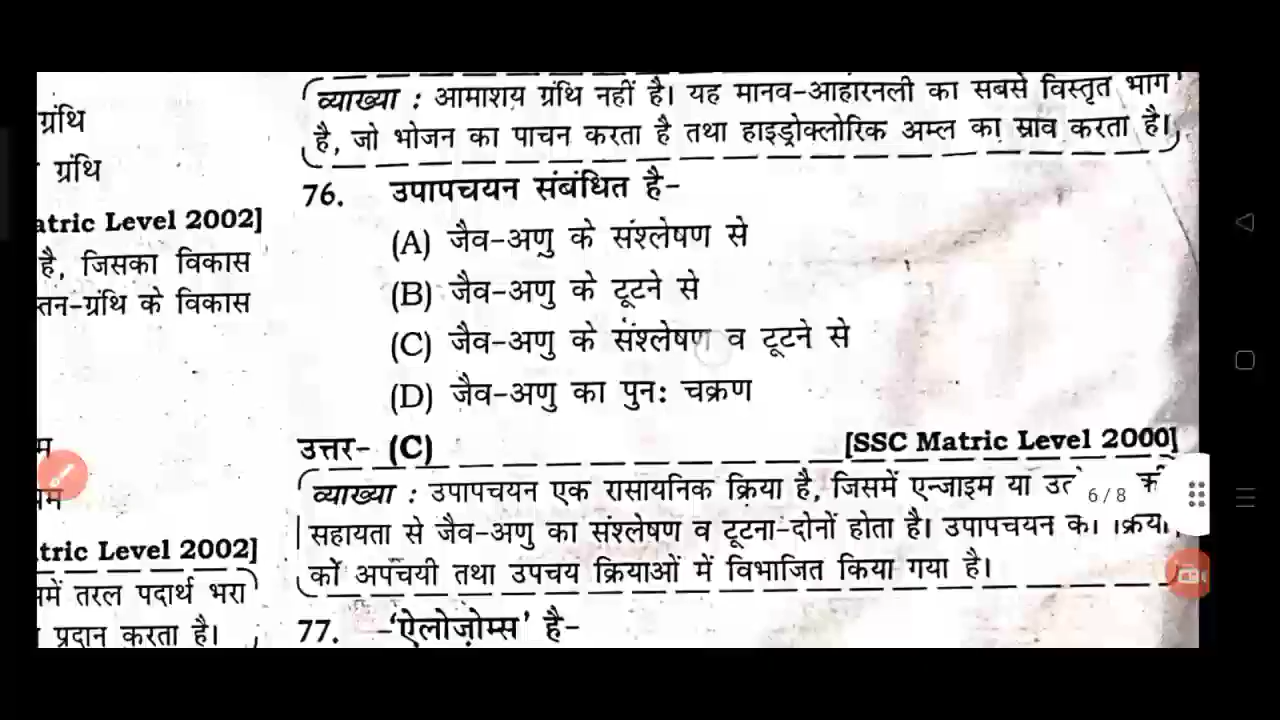 ग्रंथि
ग्रंथि
atric Level 2002]
है, जिसका विकास
तन-ग्रंथि के विकास
tric Level 2002]
में तरल पदार्थ भरा
प्रदान करता है।
व्याख्या : आमाशय ग्रंथि नहीं है। यह मानव-आहारनली का सबसे विस्तृत भाग
है, जो भोजन का पाचन करता है तथा हाइड्रोक्लोरिक अम्ल का स्राव करता है।
76. उपापचयन संबंधित है-
(A) जैव-अणु के संश्लेषण से
(B) जैव-अणु के टूटने से
(C) जैव-अणु के संश्लेषण व टूटने से
(D) जैव-अणु का पुन: चक्रण
उत्तर- (C) [SSC Matric Level 2000]
व्याख्या : उपापचयन एक रासायनिक क्रिया है, जिसमें एन्जाइम या
6/8
सहायता से जैव-अणु का संश्लेषण व टूटना-दोनों होता है। उपापचयन
को अपचयी तथा उपचय क्रियाओं में विभाजित किया गया है।
77. -'ऐलोज़ोम्स' है-